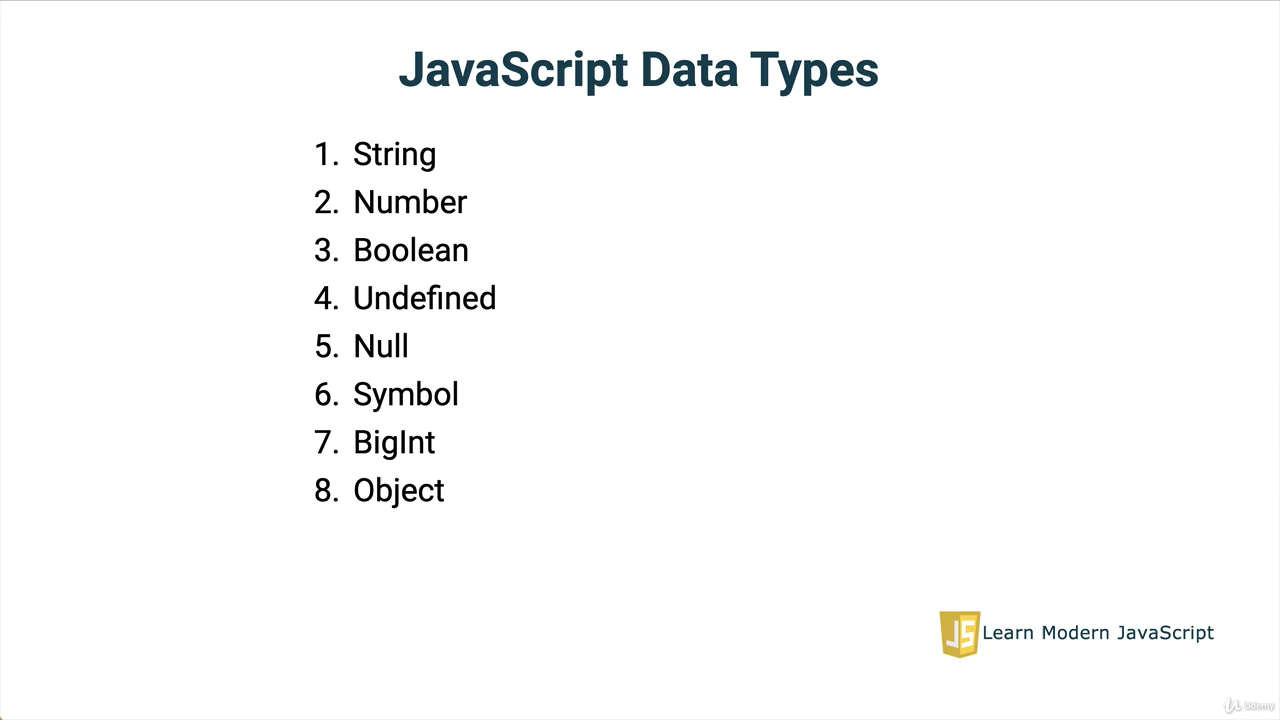 JavaScript Data Types
1. String
2. Number
3. Boolean
4. Undefined
5. Null
6. Symbol
7. BigInt
8. Object
JS Learn Modern JavaScript
Udemy